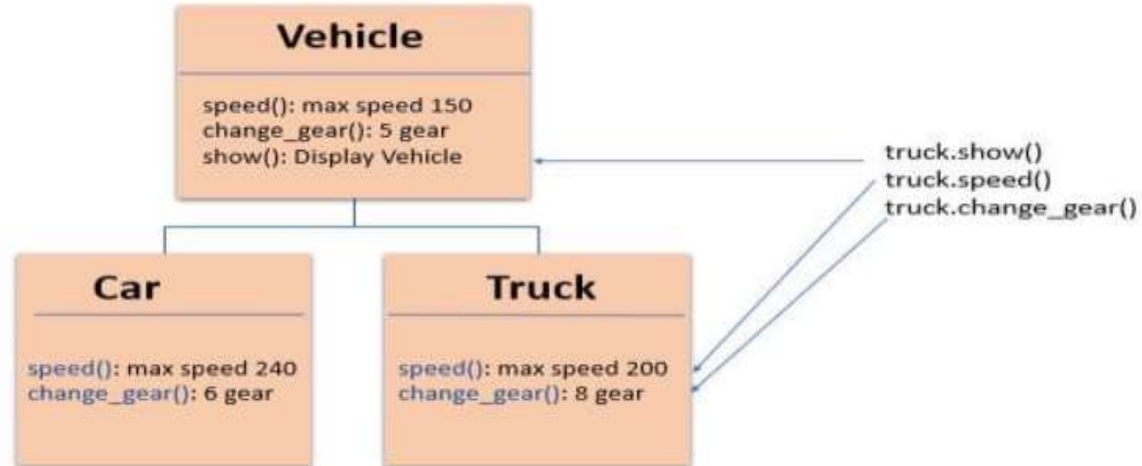 Vehicle
speed(): max speed 150
change_gear(): 5 gear
show(): Display Vehicle
truck.show()
truck.speed()
truck.change_gear()
Car
speed(): max speed 240
change_gear(): 6 gear
Truck
speed(): max speed 200
change_gear(): 8 gear